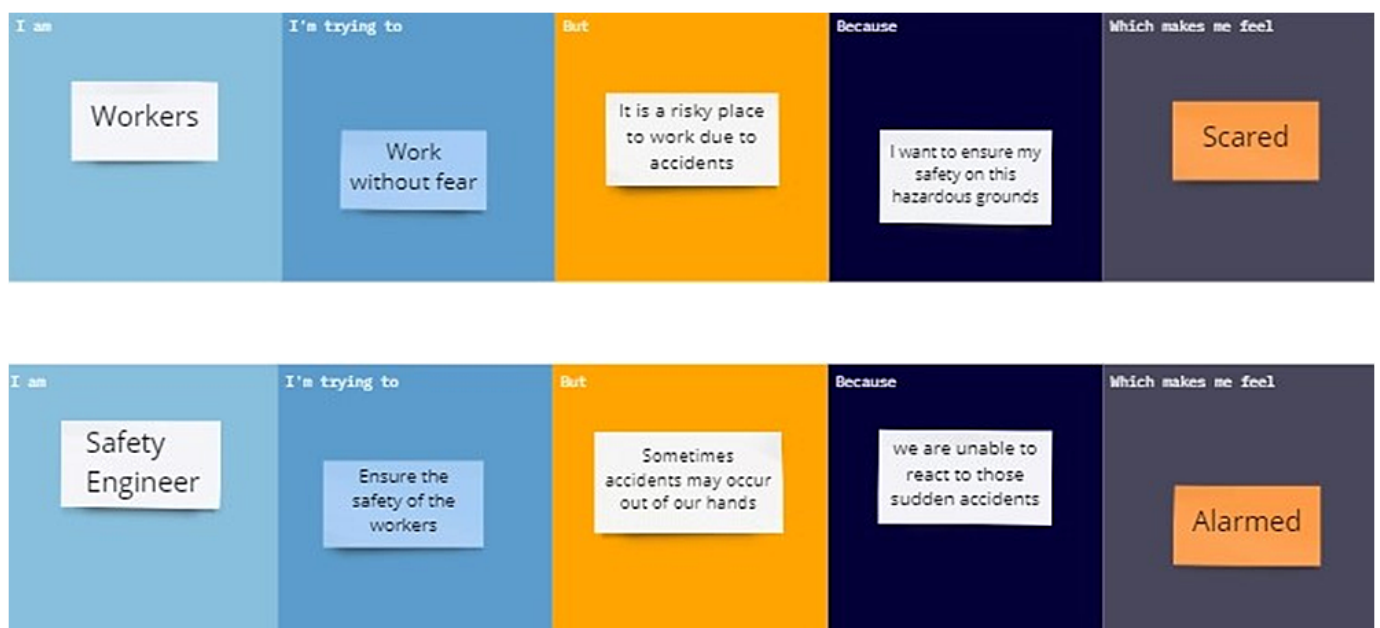 I am
I'm trying to
But
Because
Which makes me feel
Workers
Work
without fear
It is a risky place
to work due to
accidents
I want to ensure my
safety on this
hazardous grounds
Scared
I am
I'm trying to
But
Because
Which makes me feel
Safety
Engineer
Ensure the
safety of the
workers
Sometimes
accidents may occur
out of our hands
we are unable to
react to those
sudden accidents
Alarmed